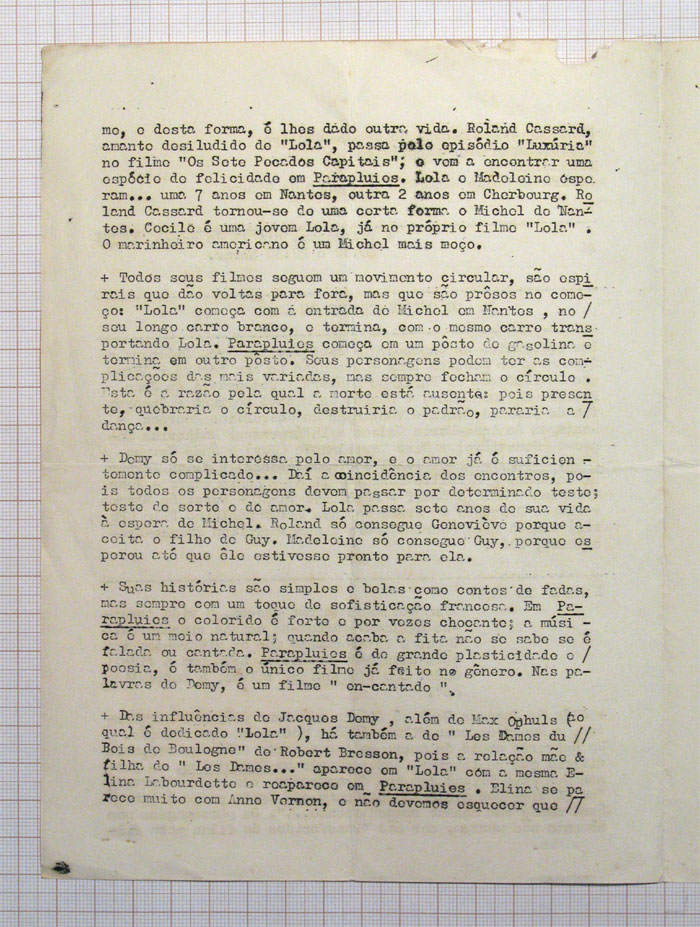 mo, e desta forma, é lhes dado outra vida. Roland Cassard,
amante desiludido de "Lola", passa pelo episódio "Luxúria"
no filme "Os Sete Pecados Capitais"; e vem a encontrar uma
espécie de felicidade em Parapluies. Lola e Madeleine espe
ram... uma 7 anos em Nantes, outra 2 anos em Cherbourg. Ro
land Cassard tornou-se de uma certa forma o Michel de Nan-
tes. Cecile é uma jovem Lola, já no próprio filme "Lola" .
O marinheiro americano é um Michel mais moço.
+ Todos seus filmes seguem um movimento circular, são espi
rais que dão voltas para fora, mas que são prêsos no come-
ço: "Lola" começa com a entrada de Michel em Nantes , no /
seu longo carro branco, e termina, com o mesmo carro trans
portando Lola. Parapluies começa em um pôsto de gasolina e
termina em outro pôsto. Seus personagens podem ter as com-
plicações das mais variadas, mas sempre fecham o círculo .
Esta é a razão pela qual a morte está ausente: pois presen
te, quebraria o círculo, destruiria o padrão, pararia a /
dança...
+ Demy só se interessa pelo amor, e o amor já é suficien -
temente complicado... Daí a coincidência dos encontros, po-
is todos os personagens devem passar por determinado teste;
teste de sorte e de amor. Lola passa sete anos de sua vida
à espera de Michel. Roland só consegue Geneviève porque a-
ceita o filho de Guy. Madeleine só consegue Guy, porque es
perou até que êle estivesse pronto para ela.
+ Suas histórias são simples e belas como contos de fadas,
mas sempre com um toque de sofisticação francesa. Em Pa-
rapluies o colorido é forte e por vezes chocante; a músi -
ca é um meio natural; quando acaba a fita não se sabe se é
falada ou cantada. Parapluies é de grande plasticidade e /
poesia, é também o único filme já feito no gênero. Nas pa-
lavras de Demy, é um filme " en-cantado ".
+ Das influências de Jacques Demy , além de Max Ophuls (ao
qual é dedicado "Lola" ), há também a de " Les Dames du //
Bois de Boulogne" de Robert Bresson, pois a relação mãe &
filha de " Les Dames..." aparece em "Lola" com a mesma E-
lina Labourdette e reaparece em Parapluies . Elina se pa
rece muito com Anne Vernon, e não devemos esquecer que //